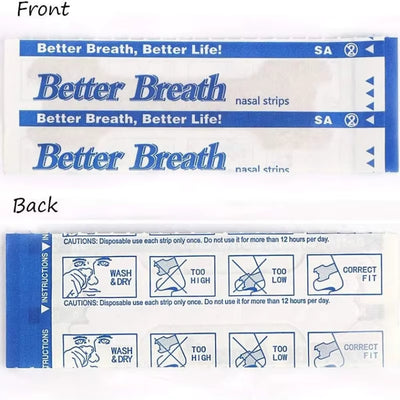 Front
Better Breath, Better Life! SA
Better Breath nasal strips
Better Breath, Better Life! SA
Better Breath nasal strips
Back
INSTRUCTIONS
CAUTIONS: Disposable use each strip only once. Do not use it for more than 12 hours per day.
WASH & DRY
TOO HIGH
TOO LOW
CORRECT FIT
CAUTIONS: Disposable use each strip only once. Do not use it for more than 12 hours per day.
WASH & DRY
TOO HIGH
TOO LOW
CORRECT FIT